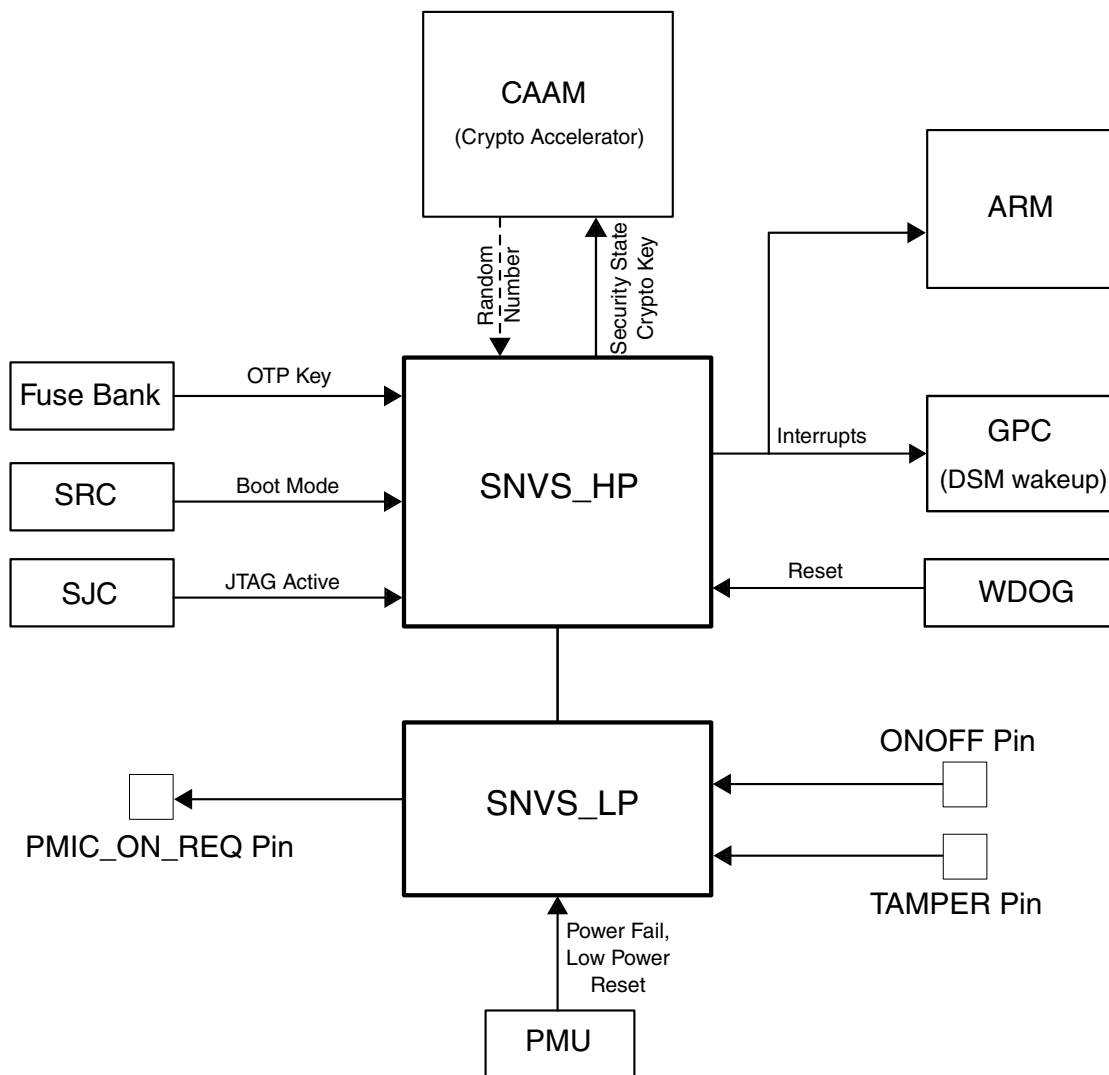 CAAM
(Crypto Accelerator)
ARM
Random
Number
Security State
Crypto Key
Fuse Bank
OTP Key
SRC
Boot Mode
SJC
JTAG Active
SNVS_HP
Interrupts
GPC
(DSM wakeup)
Reset
WDOG
SNVS_LP
ONOFF Pin
PMIC_ON_REQ Pin
TAMPER Pin
Power Fail,
Low Power
Reset
PMU